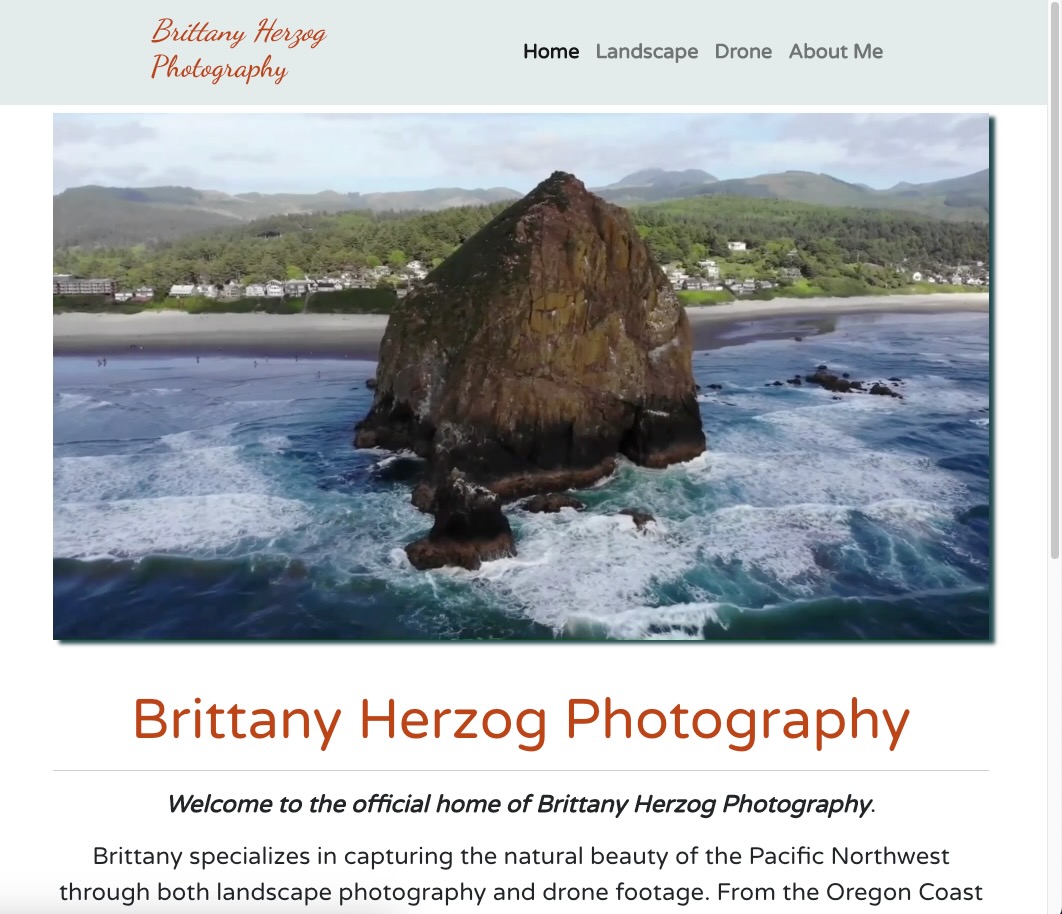 Brittany Herzog
Photography
Home Landscape Drone About Me
Brittany Herzog Photography
Welcome to the official home of Brittany Herzog Photography.
Brittany specializes in capturing the natural beauty of the Pacific Northwest
through both landscape photography and drone footage. From the Oregon Coast